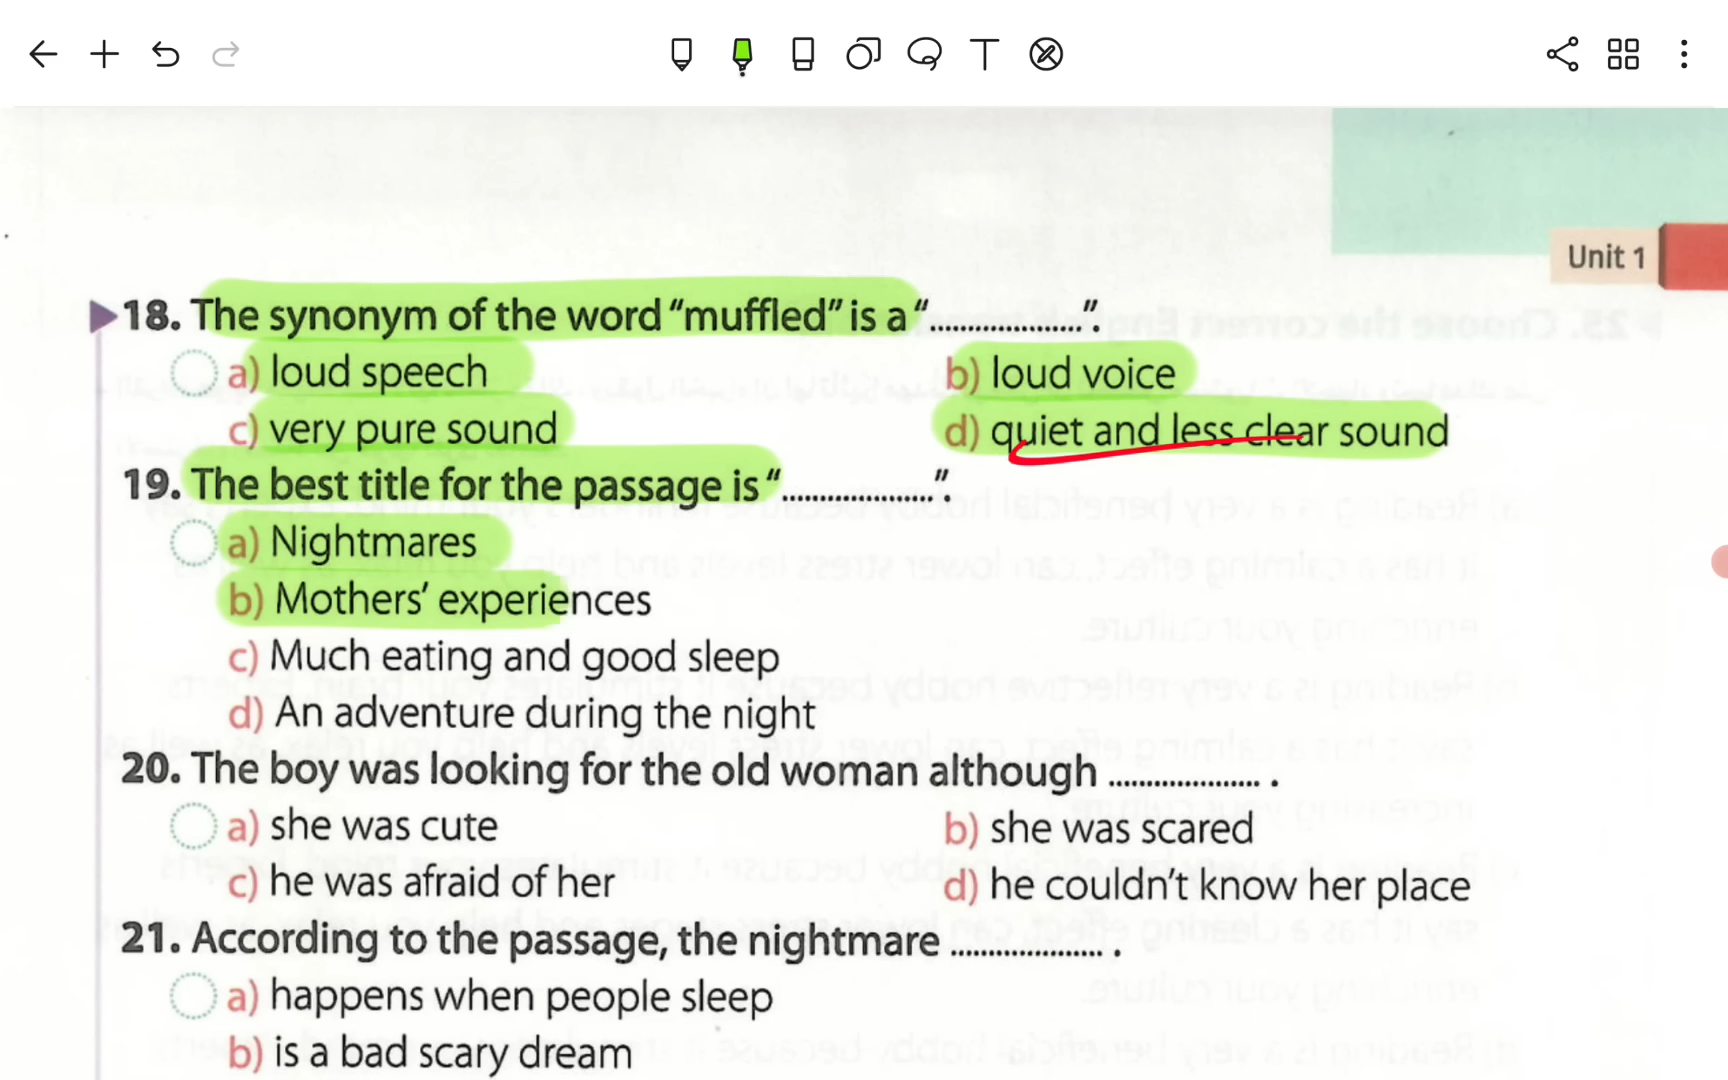 Unit 1
18. The synonym of the word “muffled” is a “...................”.
a) loud speech
b) loud voice
c) very pure sound
d) quiet and less clear sound
19. The best title for the passage is “...................”.
a) Nightmares
b) Mothers’ experiences
c) Much eating and good sleep
d) An adventure during the night
20. The boy was looking for the old woman although ................... .
a) she was cute
b) she was scared
c) he was afraid of her
d) he couldn’t know her place
21. According to the passage, the nightmare ................... .
a) happens when people sleep
b) is a bad scary dream